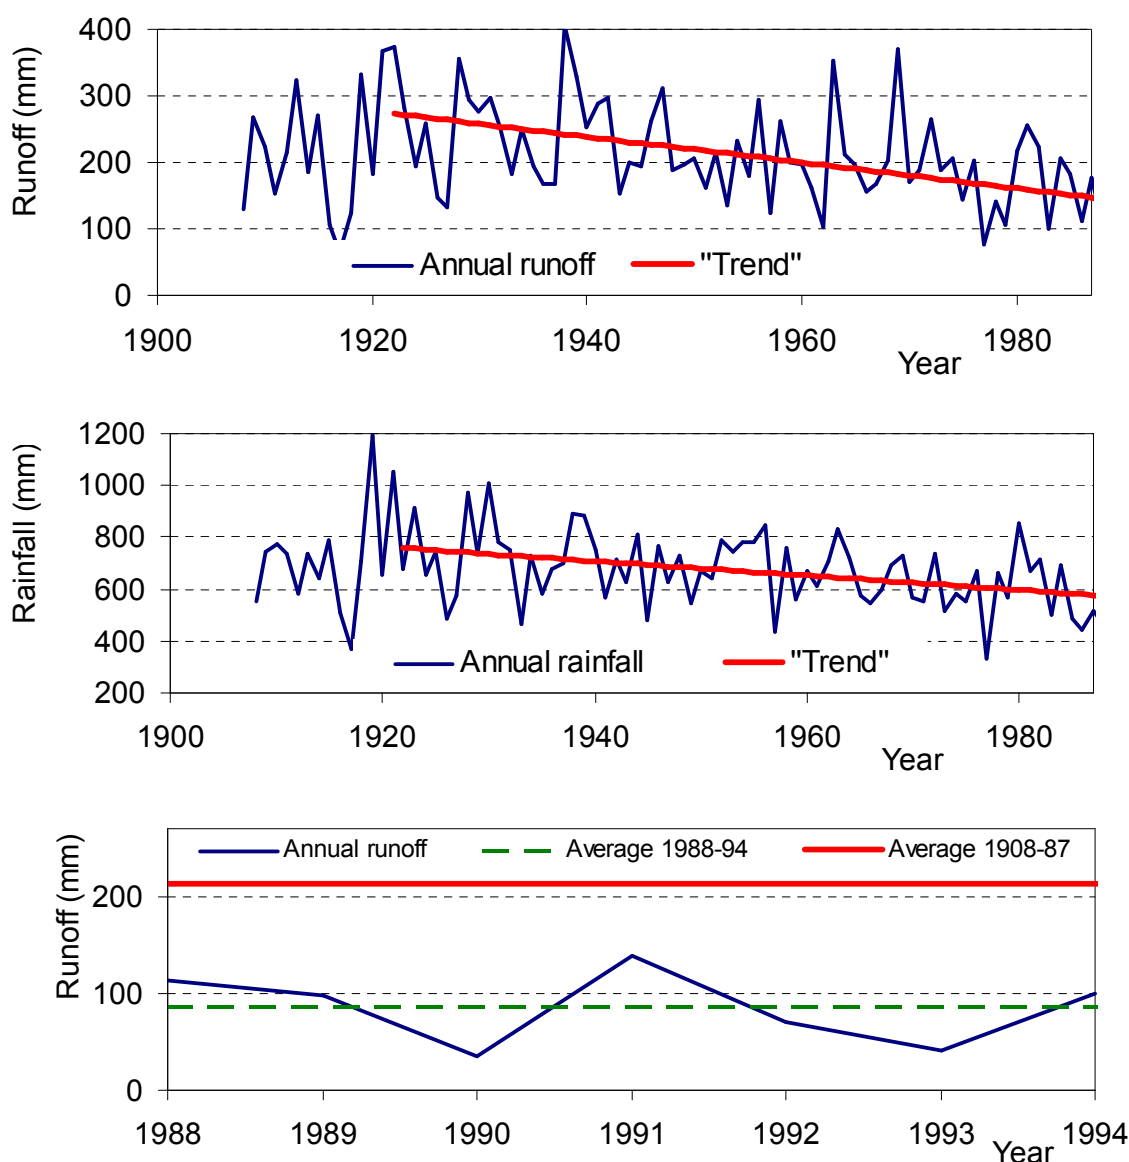 Runoff (mm)
400
300
200
100
0
Annual runoff "Trend"
1900 1920 1940 1960 1980
Year
Rainfall (mm)
1200
1000
800
600
400
200
Annual rainfall "Trend"
1900 1920 1940 1960 1980
Year
Runoff (mm)
Annual runoff Average 1988-94 Average 1908-87
200
100
0
1988 1989 1990 1991 1992 1993 1994
Year